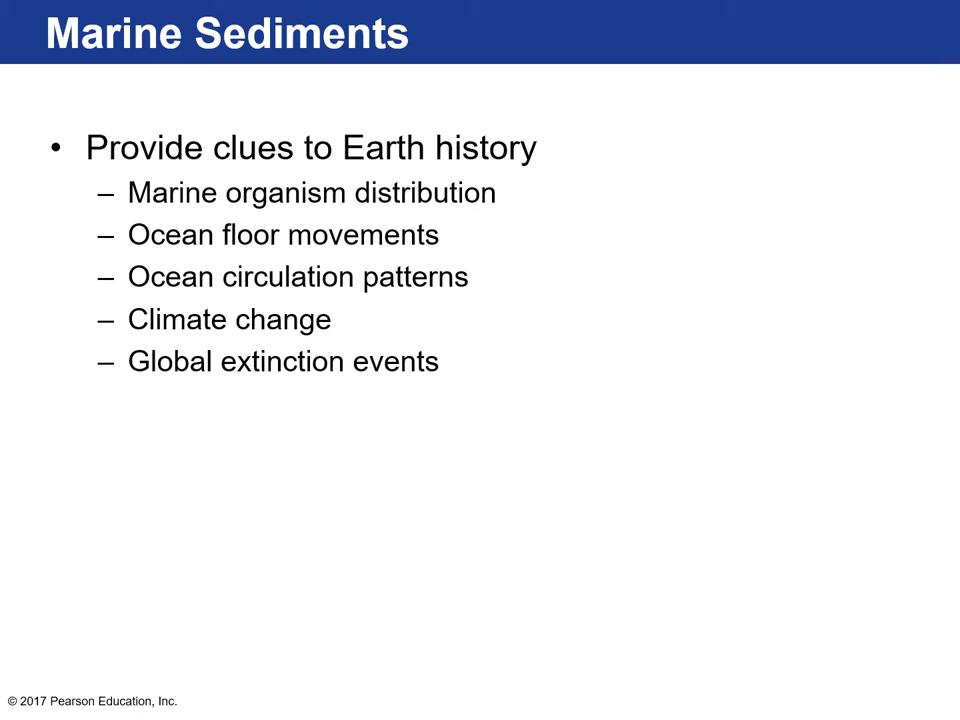 Marine Sediments
• Provide clues to Earth history
– Marine organism distribution
– Ocean floor movements
– Ocean circulation patterns
– Climate change
– Global extinction events
© 2017 Pearson Education, Inc.